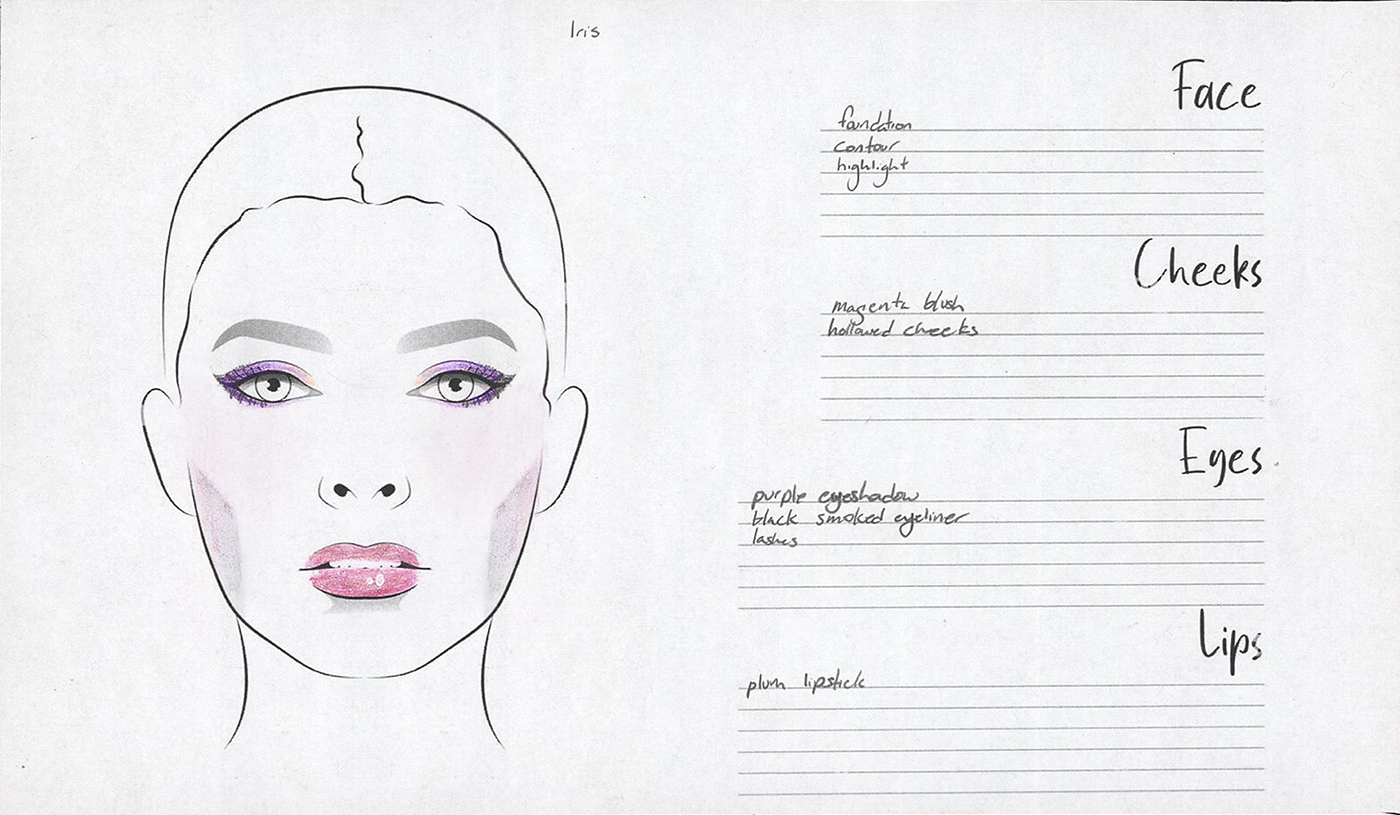 Iris
Face
foundation
contour
highlight
Cheeks
magenta blush
hollowed cheeks
Eyes
purple eyeshadow
black smoked eyeliner
lashes
Lips
plum lipstick